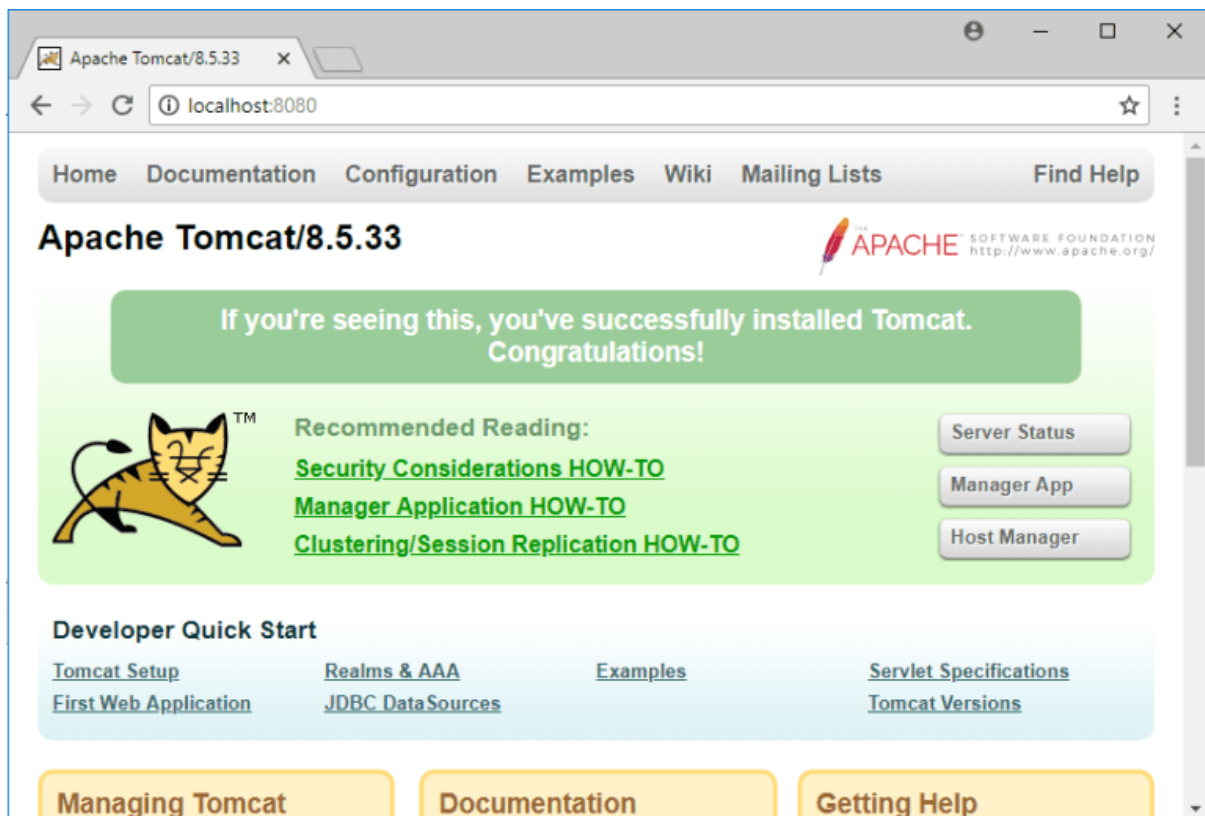 Apache Tomcat/8.5.33
localhost:8080
Home Documentation Configuration Examples Wiki Mailing Lists Find Help
Apache Tomcat/8.5.33
THE
APACHE™ SOFTWARE FOUNDATION
http://www.apache.org/
If you're seeing this, you've successfully installed Tomcat.
Congratulations!
TM
Recommended Reading:
Security Considerations HOW-TO
Manager Application HOW-TO
Clustering/Session Replication HOW-TO
Server Status
Manager App
Host Manager
Developer Quick Start
Tomcat Setup Realms & AAA Examples Servlet Specifications
First Web Application JDBC DataSources Tomcat Versions
Managing Tomcat Documentation Getting Help